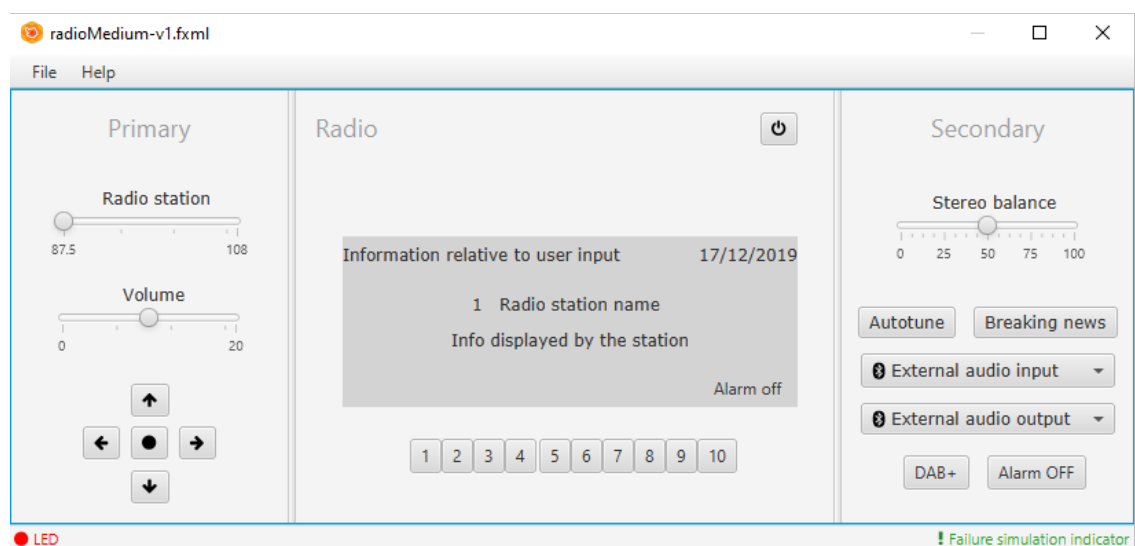 radioMedium-v1.fxml
File Help
Primary
Radio station
87.5 108
Volume
0 20
Radio
Information relative to user input 17/12/2019
1 Radio station name
Info displayed by the station
Alarm off
1 2 3 4 5 6 7 8 9 10
Secondary
Stereo balance
0 25 50 75 100
Autotune Breaking news
External audio input
External audio output
DAB+ Alarm OFF
LED
! Failure simulation indicator